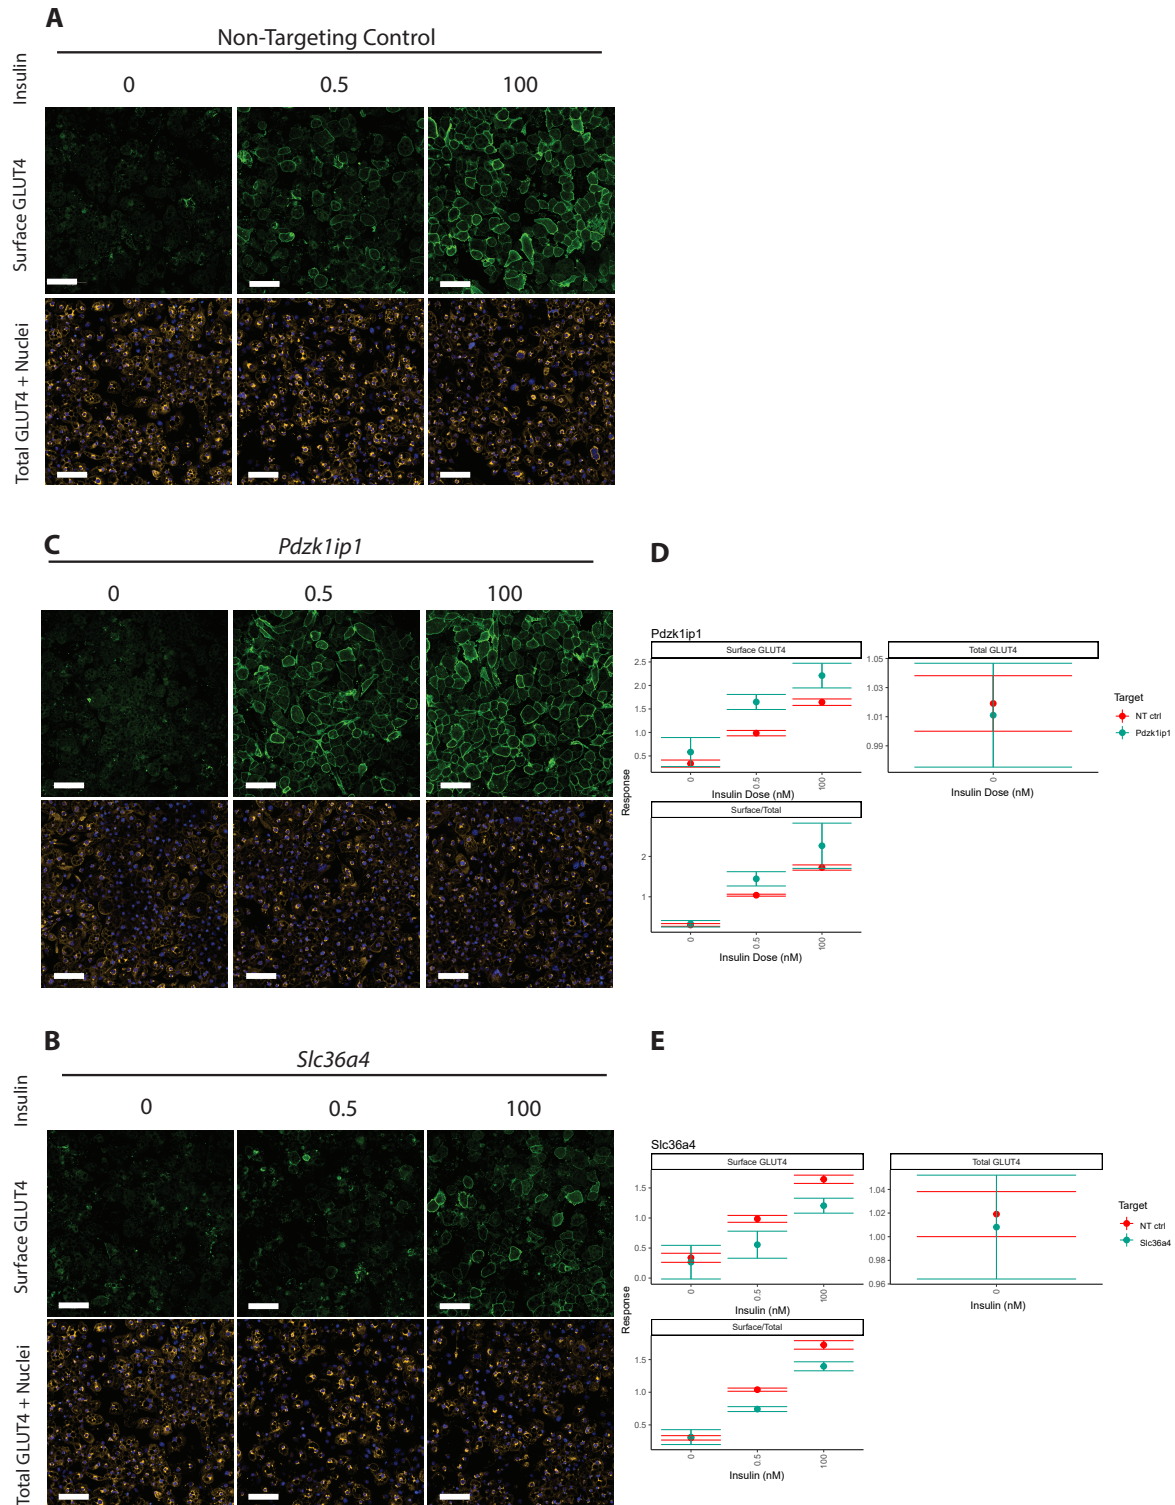 A
Non-Targeting Control
Insulin
0 0.5 100
Surface GLUT4
Total GLUT4 + Nuclei
C
Pdzk1ip1
0 0.5 100
D
Pdzk1ip1
Surface GLUT4
2.5
2.0
1.5
1.0
0.5
0 0.5 100
Insulin Dose (nM)
Total GLUT4
1.05
1.03
1.01
0.99
0
Insulin Dose (nM)
Target
NT ctrl
Pdzk1ip1
Response
Surface/Total
2
1
0 0.5 100
Insulin Dose (nM)
B
Slc36a4
Insulin
0 0.5 100
Surface GLUT4
Total GLUT4 + Nuclei
E
Slc36a4
Surface GLUT4
1.5
1.0
0.5
0.0
0 0.5 100
Insulin (nM)
Total GLUT4
1.04
1.02
1.00
0.98
0.96
0
Insulin (nM)
Target
NT ctrl
Slc36a4
Response
Surface/Total
1.5
1.0
0.5
0 0.5 100
Insulin (nM)